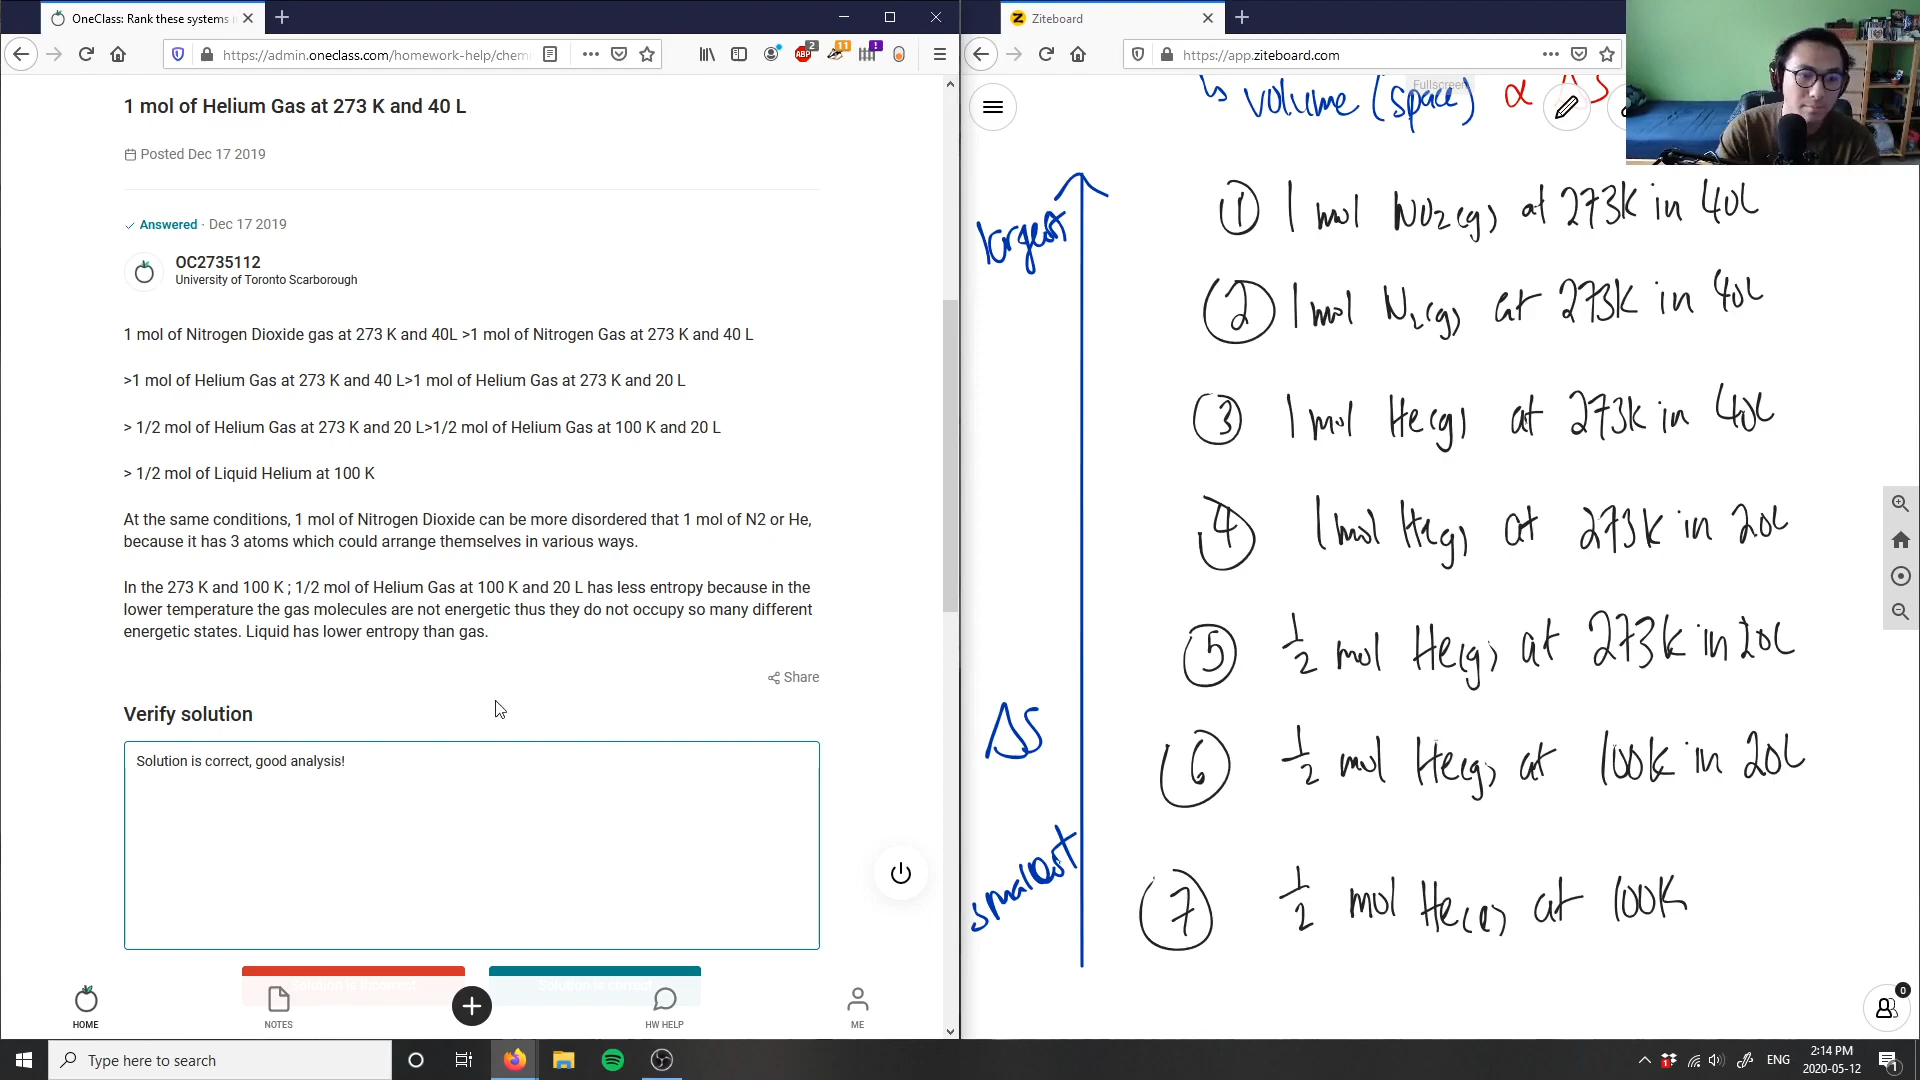 OneClass: Rank these systems i
Ziteboard
https://admin.oneclass.com/homework-help/chemi
https://app.ziteboard.com
2
11
!
1 mol of Helium Gas at 273 K and 40 L
Posted Dec 17 2019
Answered · Dec 17 2019
OC2735112
University of Toronto Scarborough
1 mol of Nitrogen Dioxide gas at 273 K and 40L >1 mol of Nitrogen Gas at 273 K and 40 L
>1 mol of Helium Gas at 273 K and 40 L>1 mol of Helium Gas at 273 K and 20 L
> 1/2 mol of Helium Gas at 273 K and 20 L>1/2 mol of Helium Gas at 100 K and 20 L
> 1/2 mol of Liquid Helium at 100 K
At the same conditions, 1 mol of Nitrogen Dioxide can be more disordered that 1 mol of N2 or He,
because it has 3 atoms which could arrange themselves in various ways.
In the 273 K and 100 K ; 1/2 mol of Helium Gas at 100 K and 20 L has less entropy because in the
lower temperature the gas molecules are not energetic thus they do not occupy so many different
energetic states. Liquid has lower entropy than gas.
Share
Verify solution
Solution is correct, good analysis!
Solution is incorrect
Solution is correct
HOME
NOTES
HW HELP
ME
Fullscreen
↳ volume (space) α ΔS
largest
① 1 mol NO2(g) at 273K in 40L
② 1 mol N2(g) at 273K in 40L
③ 1 mol He(g) at 273K in 40L
④ 1 mol He(g) at 273K in 20L
⑤ 1/2 mol He(g) at 273K in 20L
ΔS
⑥ 1/2 mol He(g) at 100K in 20L
smallest
⑦ 1/2 mol He(l) at 100K
0
Type here to search
ENG
2:14 PM
2020-05-12
1